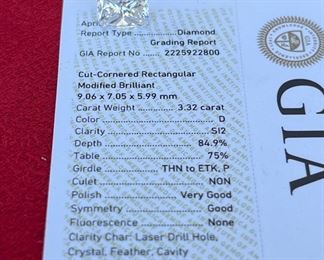 April
Report Type Diamond
Grading Report
GIA Report No 2225922800
Cut-Cornered Rectangular
Modified Brilliant
9.06 x 7.05 x 5.99 mm
Carat Weight 3.32 carat
Color D
Clarity SI2
Depth 84.9%
Table 75%
Girdle THN to ETK, P
Culet NON
Polish Very Good
Symmetry Good
Fluorescence None
Clarity Char: Laser Drill Hole,
Crystal, Feather, Cavity
GIA